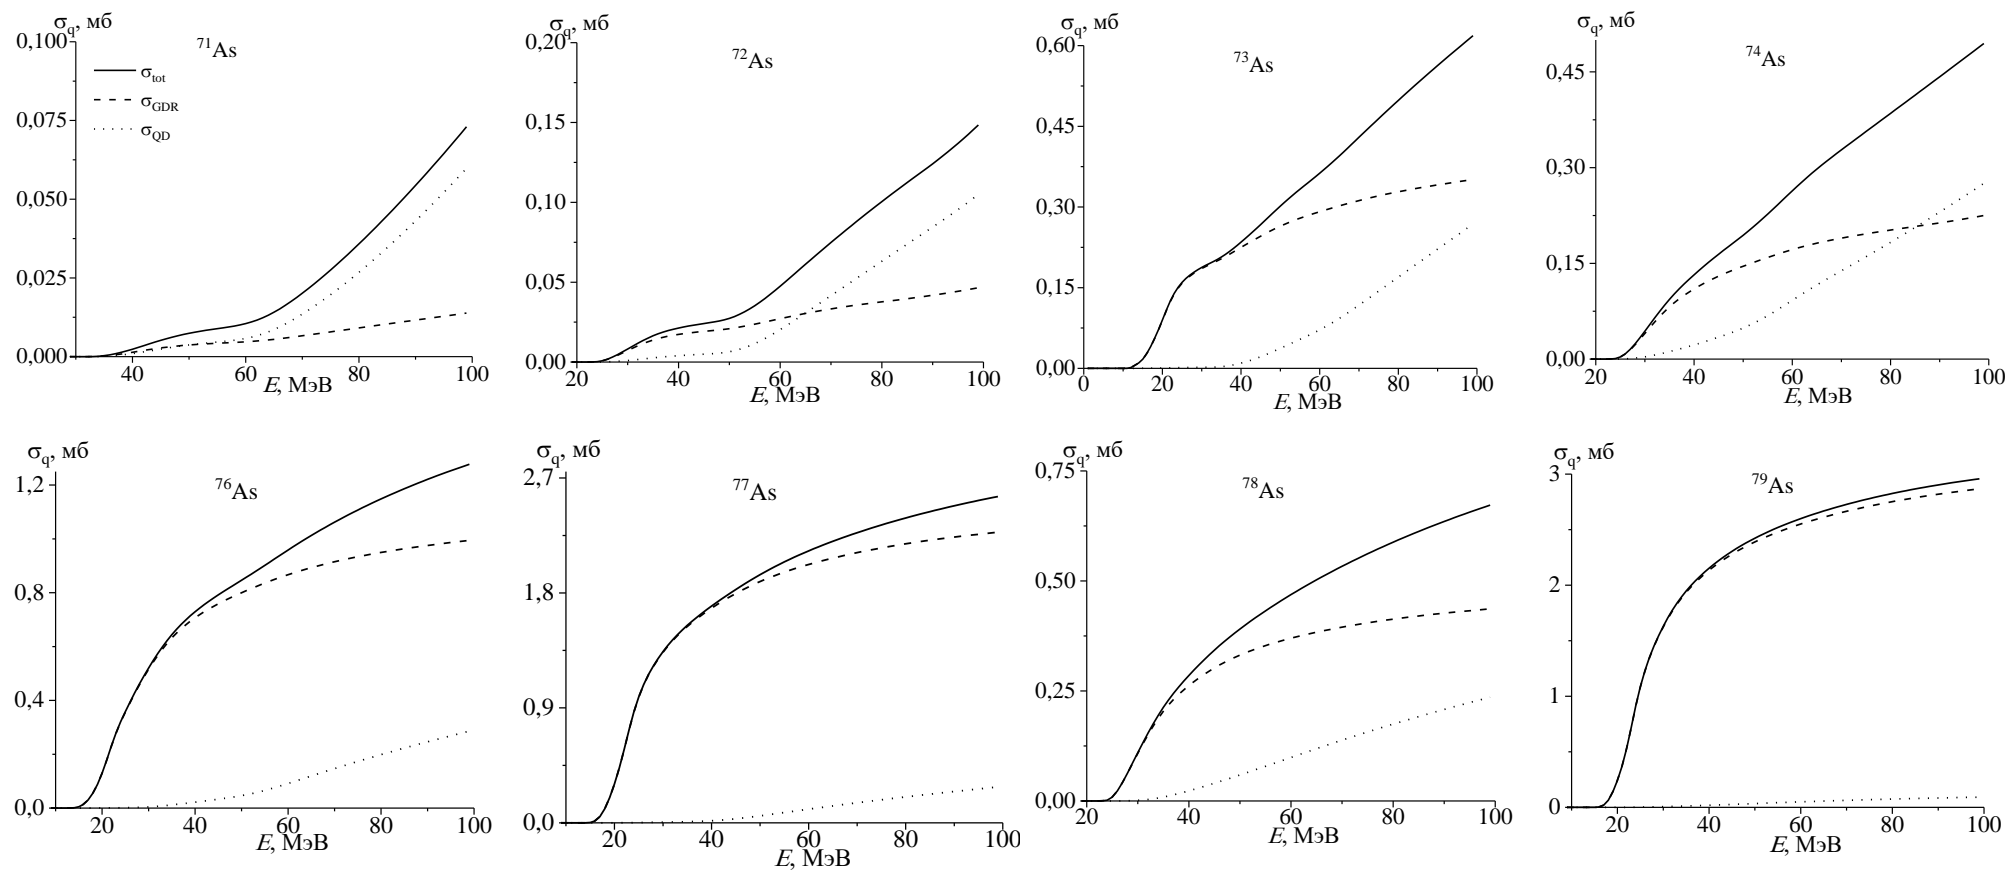 σq, мб
71As
0,100
0,075
0,050
0,025
0,000
σtot
σGDR
σQD
40 60 80 100
E, МэВ
σq, мб
72As
0,20
0,15
0,10
0,05
0,00
20 40 60 80 100
E, МэВ
σq, мб
73As
0,60
0,45
0,30
0,15
0,00
0 20 40 60 80 100
E, МэВ
σq, мб
74As
0,45
0,30
0,15
0,00
20 40 60 80 100
E, МэВ
σq, мб
76As
1,2
0,8
0,4
0,0
20 40 60 80 100
E, МэВ
σq, мб
77As
2,7
1,8
0,9
0,0
20 40 60 80 100
E, МэВ
σq, мб
78As
0,75
0,50
0,25
0,00
20 40 60 80 100
E, МэВ
σq, мб
79As
3
2
1
0
20 40 60 80 100
E, МэВ